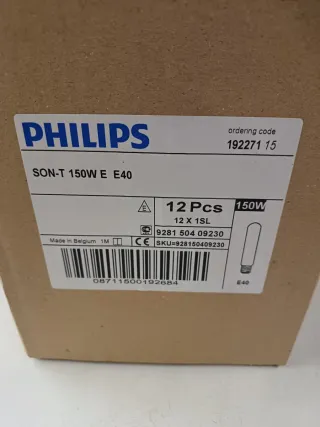 PHILIPS
ordering code
192271 15
SON-T 150W E E40
E
12 Pcs
12 X 1SL
150W
9281 504 09230
Made in Belgium 1M
CE
SKU=928150409230
08711500192684
E40